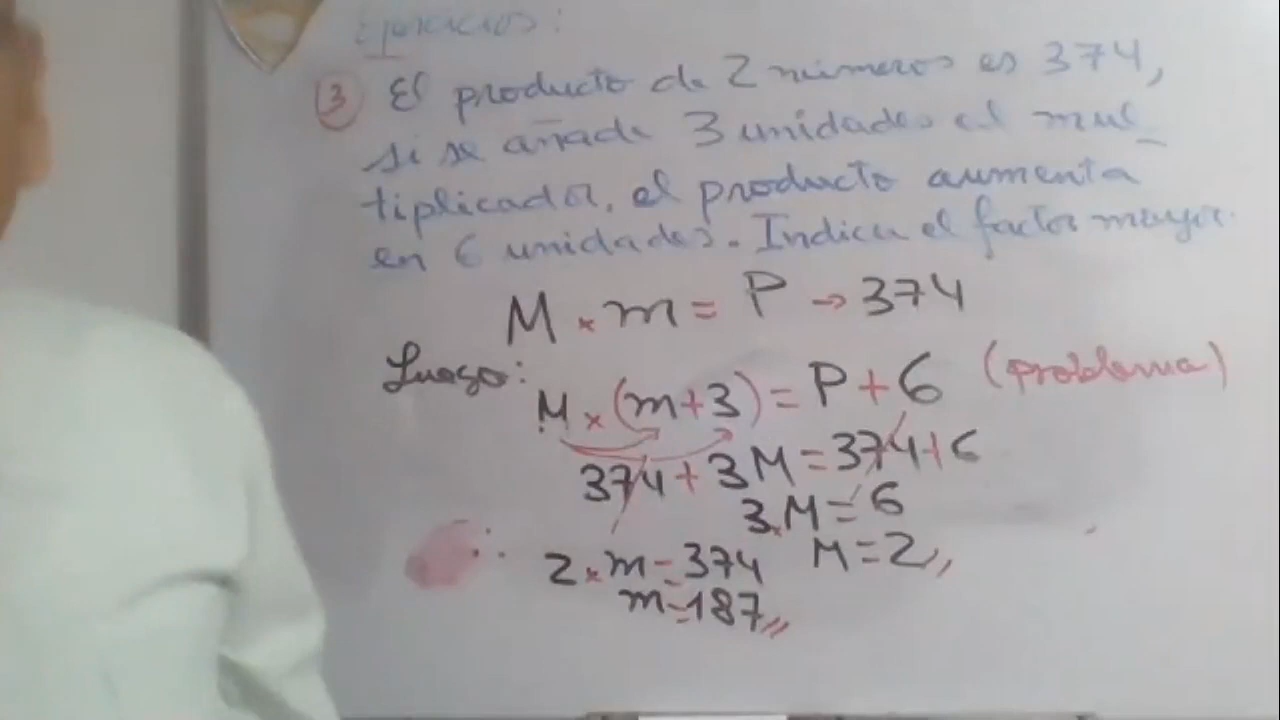 Ejercicios:
③ El producto de 2 números es 374,
si se añade 3 unidades al mul_
tiplicador, el producto aumenta
en 6 unidades. Indica el factor mayor.
M × m = P → 374
Luego:
M × (m+3) = P + 6 (problema)
374 + 3M = 374 + 6
3.M = 6
∴ 2 × m = 374 M = 2,
m = 187,,